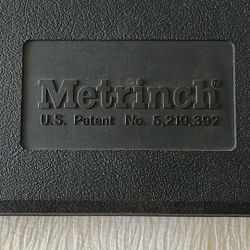 Metrinch®
U.S. Patent No. 5,219,392